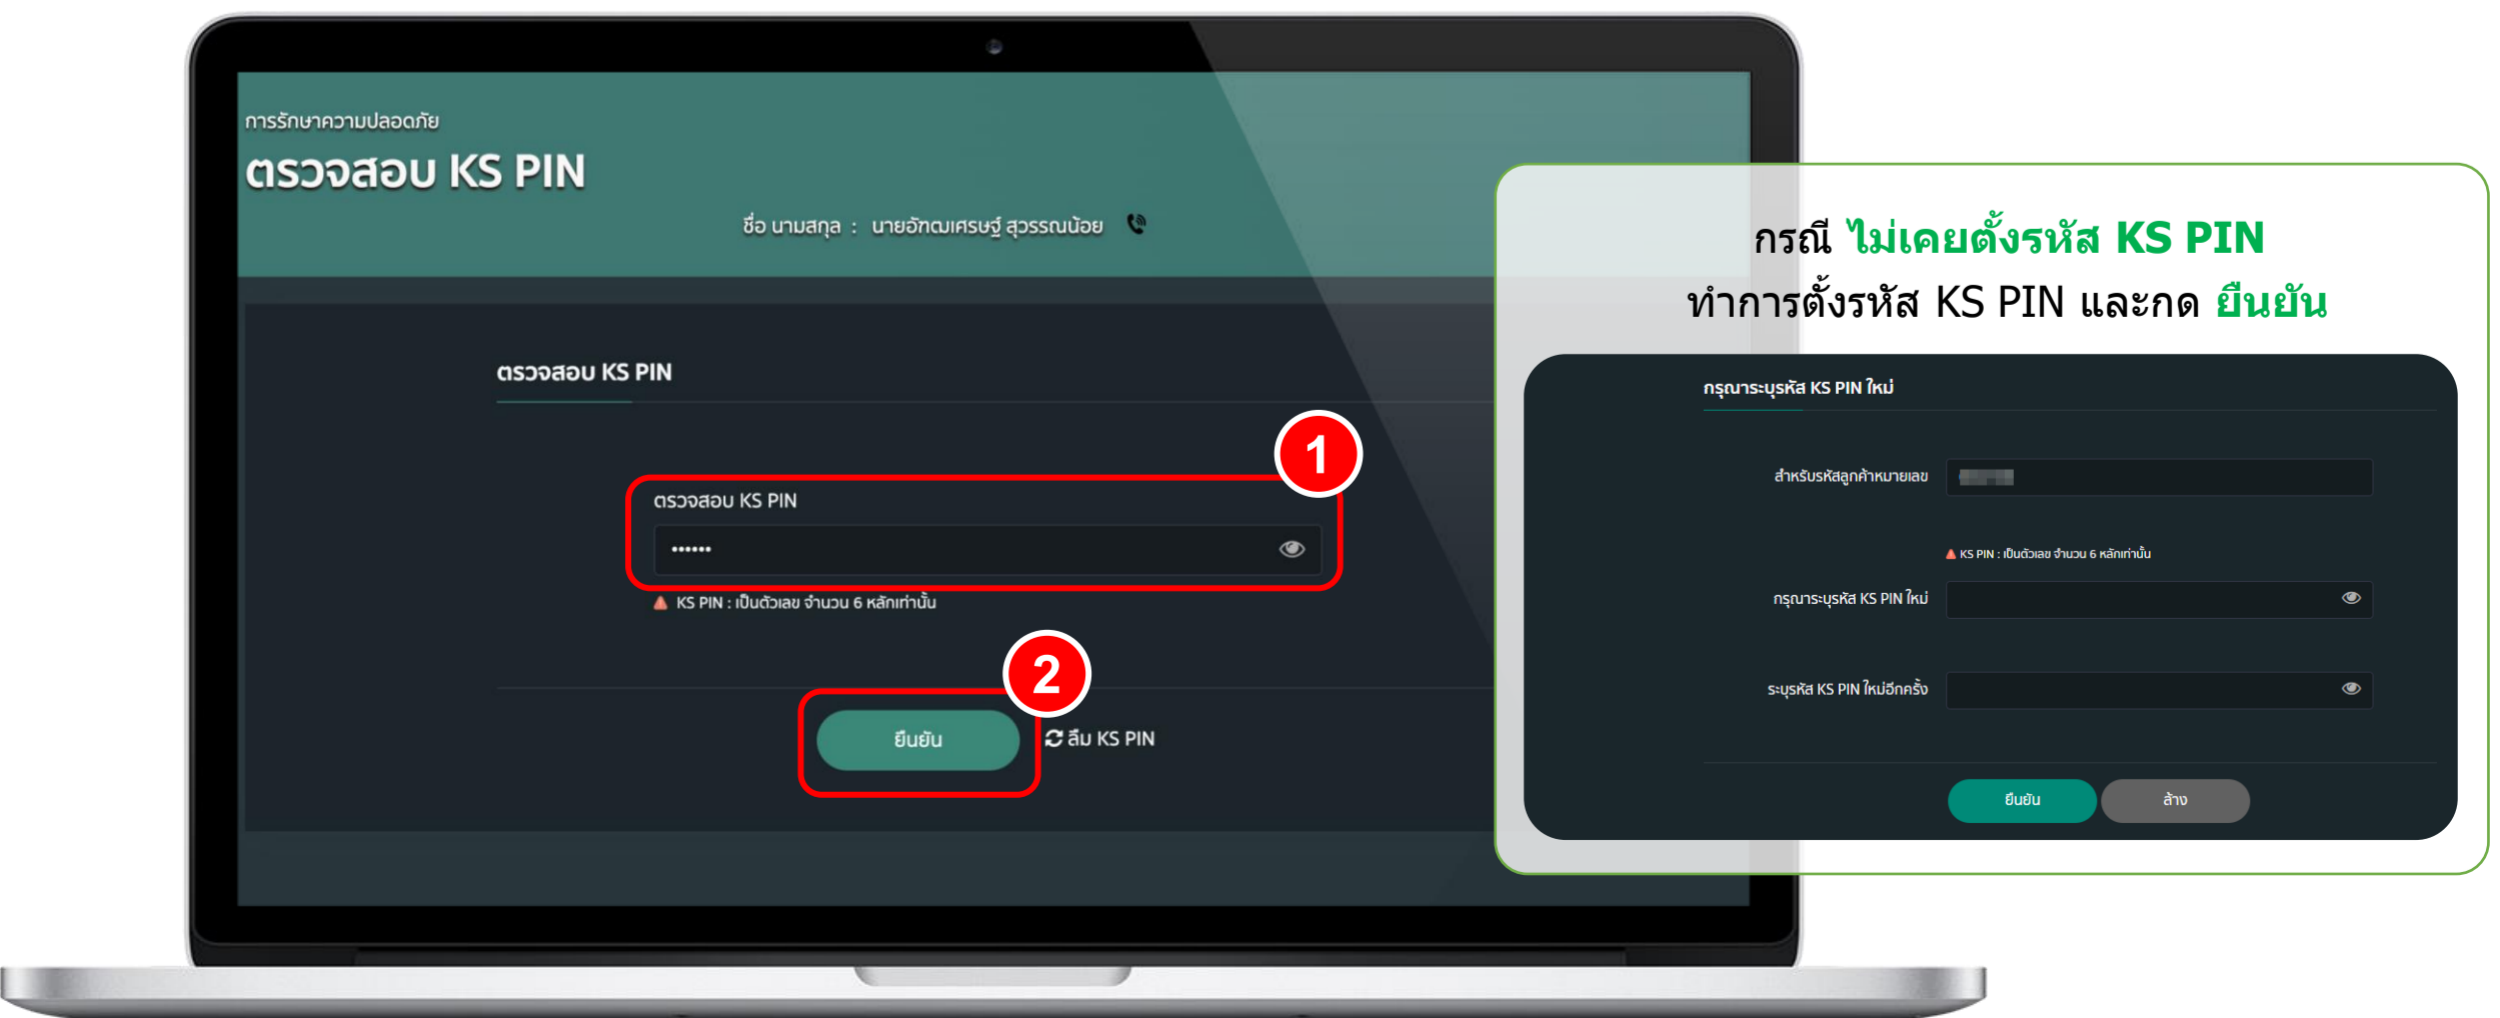 การรักษาความปลอดภัย
ตรวจสอบ KS PIN
ชื่อ นามสกุล : นายอัฑฒเศรษฐ์ สุวรรณน้อย
ตรวจสอบ KS PIN
1
ตรวจสอบ KS PIN
••••••
KS PIN : เป็นตัวเลข จำนวน 6 หลักเท่านั้น
2
ยืนยัน
ลืม KS PIN
กรณี ไม่เคยตั้งรหัส KS PIN
ทำการตั้งรหัส KS PIN และกด ยืนยัน
กรุณาระบุรหัส KS PIN ใหม่
สำหรับรหัสลูกค้าหมายเลข
KS PIN : เป็นตัวเลข จำนวน 6 หลักเท่านั้น
กรุณาระบุรหัส KS PIN ใหม่
ระบุรหัส KS PIN ใหม่อีกครั้ง
ยืนยัน
ล้าง